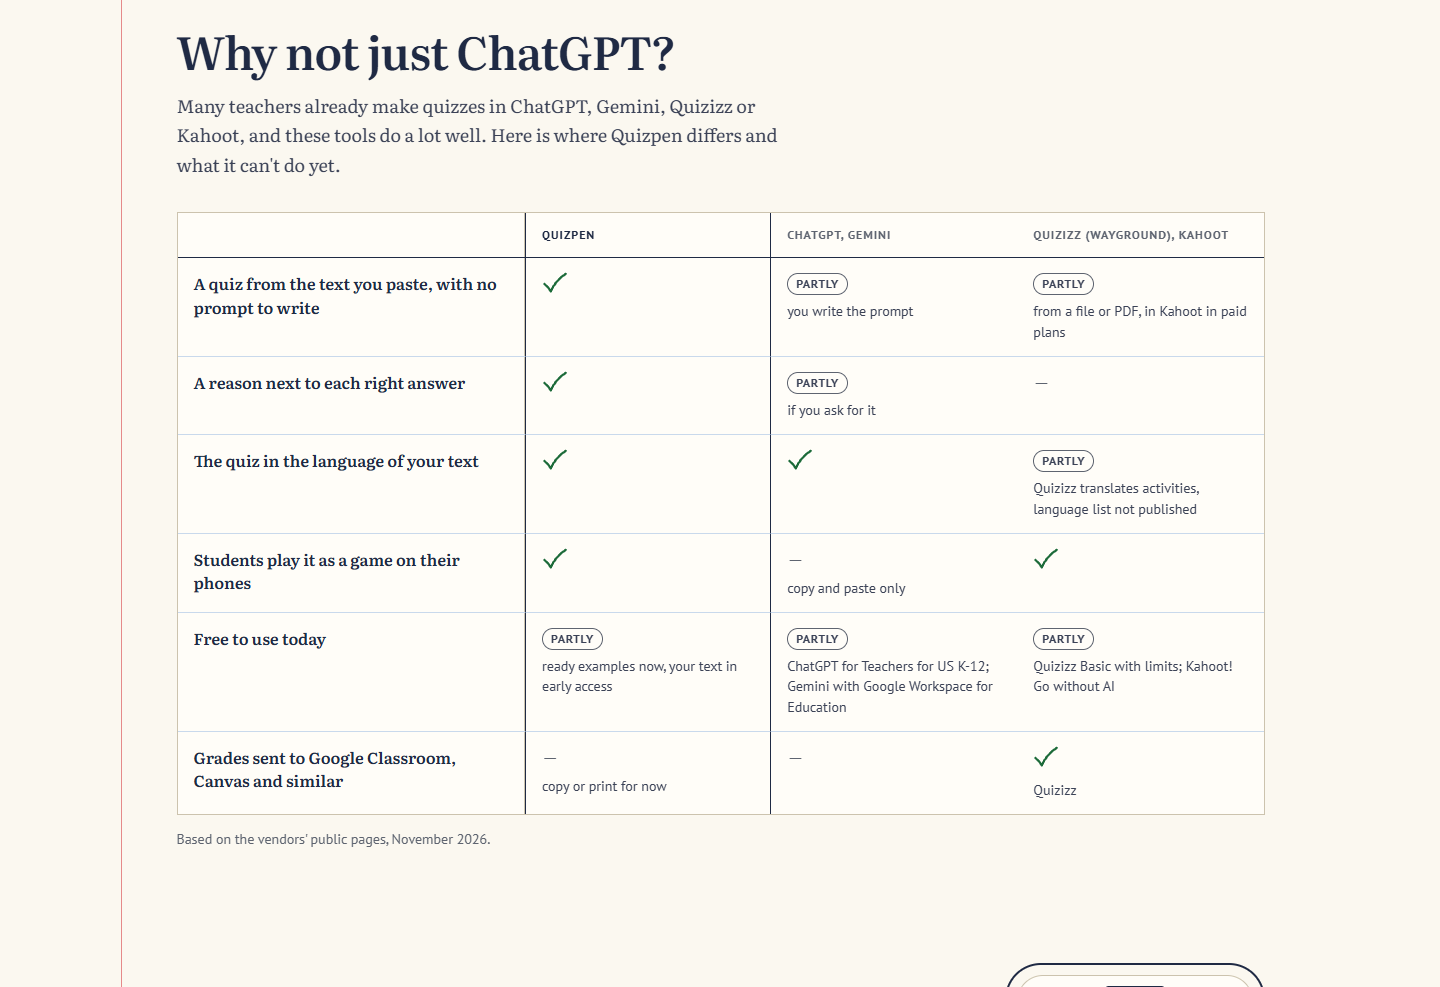 Why not just ChatGPT?
Many teachers already make quizzes in ChatGPT, Gemini, Quizizz or
Kahoot, and these tools do a lot well. Here is where Quizpen differs and
what it can't do yet.
QUIZPEN
CHATGPT, GEMINI
QUIZIZZ (WAYGROUND), KAHOOT
A quiz from the text you paste, with no
prompt to write
✓
PARTLY
you write the prompt
PARTLY
from a file or PDF, in Kahoot in paid
plans
A reason next to each right answer
✓
PARTLY
if you ask for it
—
The quiz in the language of your text
✓
✓
PARTLY
Quizizz translates activities,
language list not published
Students play it as a game on their
phones
✓
—
copy and paste only
✓
Free to use today
PARTLY
ready examples now, your text in
early access
PARTLY
ChatGPT for Teachers for US K-12;
Gemini with Google Workspace for
Education
PARTLY
Quizizz Basic with limits; Kahoot!
Go without AI
Grades sent to Google Classroom,
Canvas and similar
—
copy or print for now
—
✓
Quizizz
Based on the vendors' public pages, November 2026.